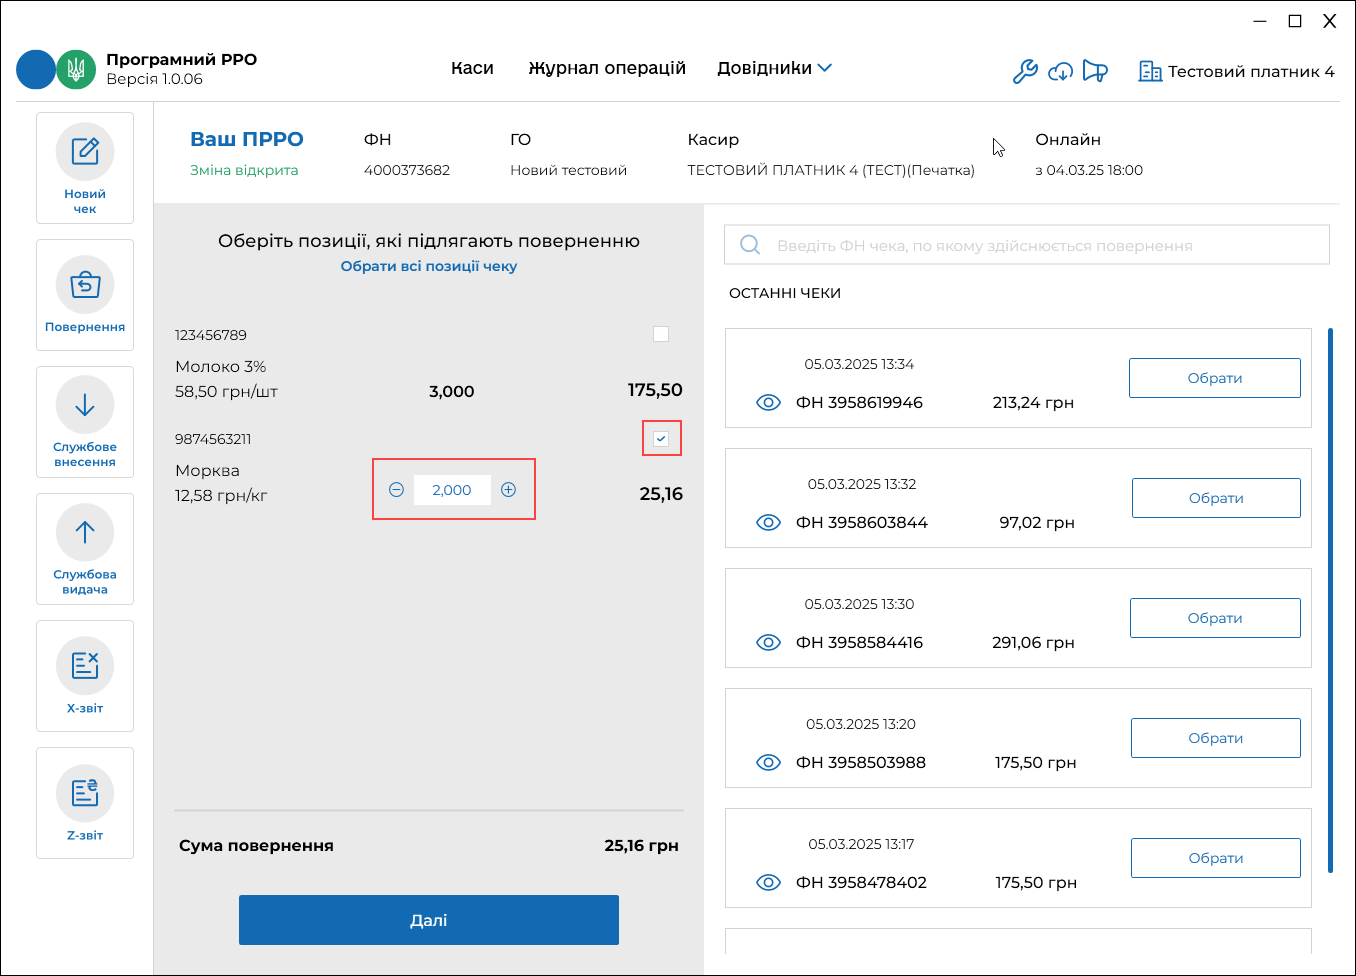 Програмний РРО
Версія 1.0.06
Каси
Журнал операцій
Довідники
Тестовий платник 4
Новий
чек
Повернення
Службове
внесення
Службова
видача
X-звіт
Z-звіт
Ваш ПРРО
Зміна відкрита
ФН
4000373682
ГО
Новий тестовий
Касир
ТЕСТОВИЙ ПЛАТНИК 4 (ТЕСТ)(Печатка)
Онлайн
з 04.03.25 18:00
Оберіть позиції, які підлягають поверненню
Обрати всі позиції чеку
123456789
Молоко 3%
58,50 грн/шт
3,000
175,50
9874563211
Морква
12,58 грн/кг
2,000
25,16
Сума повернення
25,16 грн
Далі
Введіть ФН чека, по якому здійснюється повернення
ОСТАННІ ЧЕКИ
05.03.2025 13:34
ФН 3958619946
213,24 грн
Обрати
05.03.2025 13:32
ФН 3958603844
97,02 грн
Обрати
05.03.2025 13:30
ФН 3958584416
291,06 грн
Обрати
05.03.2025 13:20
ФН 3958503988
175,50 грн
Обрати
05.03.2025 13:17
ФН 3958478402
175,50 грн
Обрати